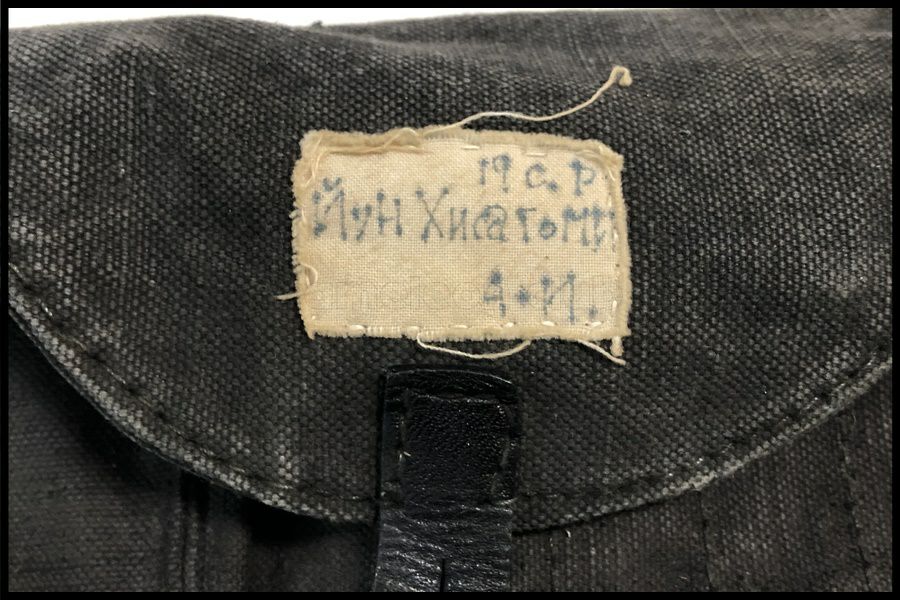 19 с. Р
Йун Хисатоми
А. И.